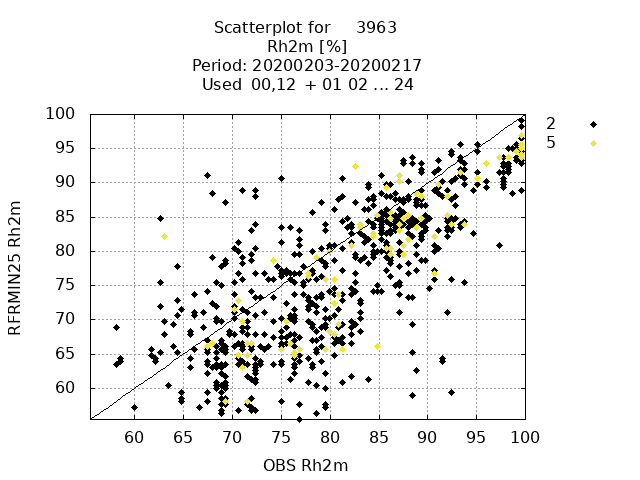 Scatterplot for 3963
Rh2m [%]
Period: 20200203-20200217
Used 00,12 + 01 02 ... 24
100
95
90
85
80
75
70
65
60
RFRMIN25 Rh2m
60 65 70 75 80 85 90 95 100
OBS Rh2m
2
5